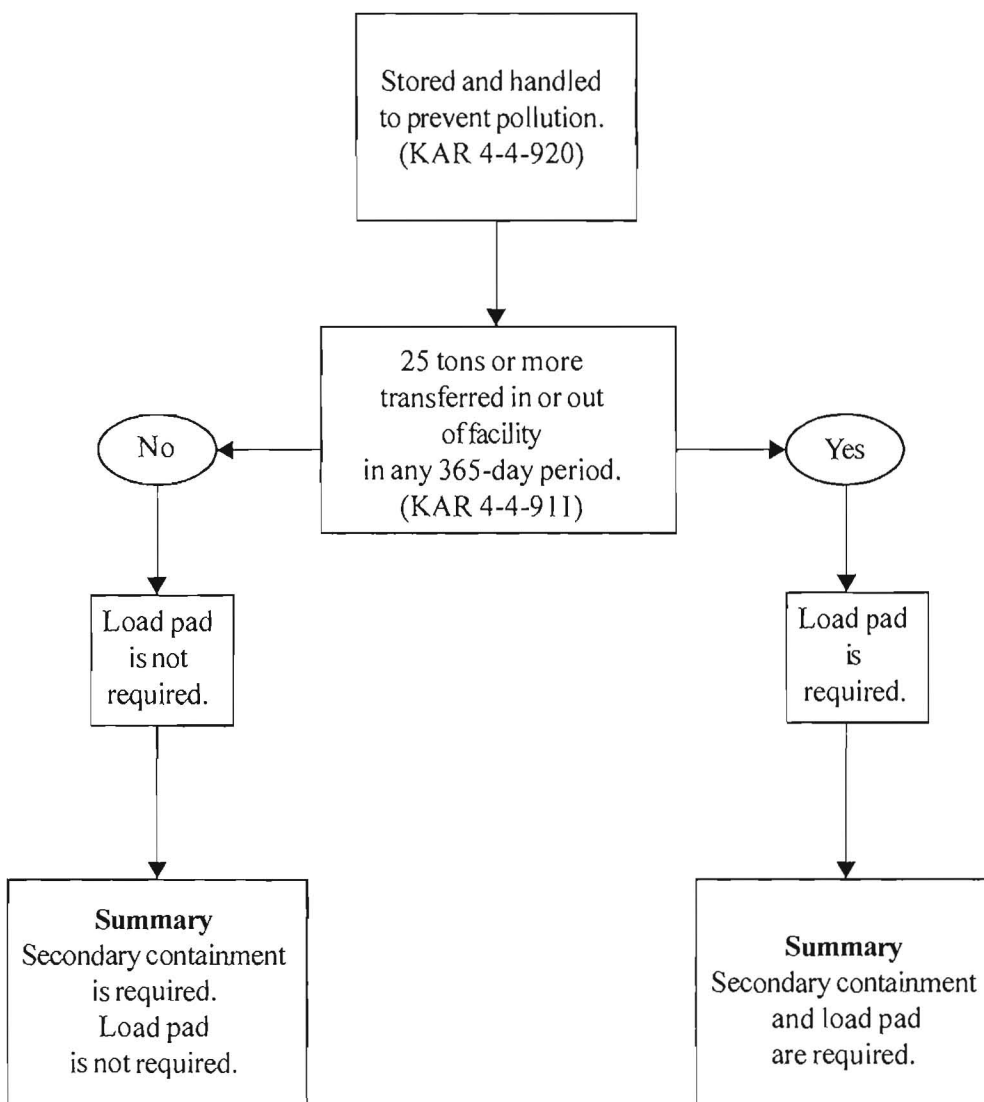 Stored and handled
to prevent pollution.
(KAR 4-4-920)
25 tons or more
transferred in or out
of facility
in any 365-day period.
(KAR 4-4-911)
No
Yes
Load pad
is not
required.
Load pad
is
required.
Summary
Secondary containment
is required.
Load pad
is not required.
Summary
Secondary containment
and load pad
are required.